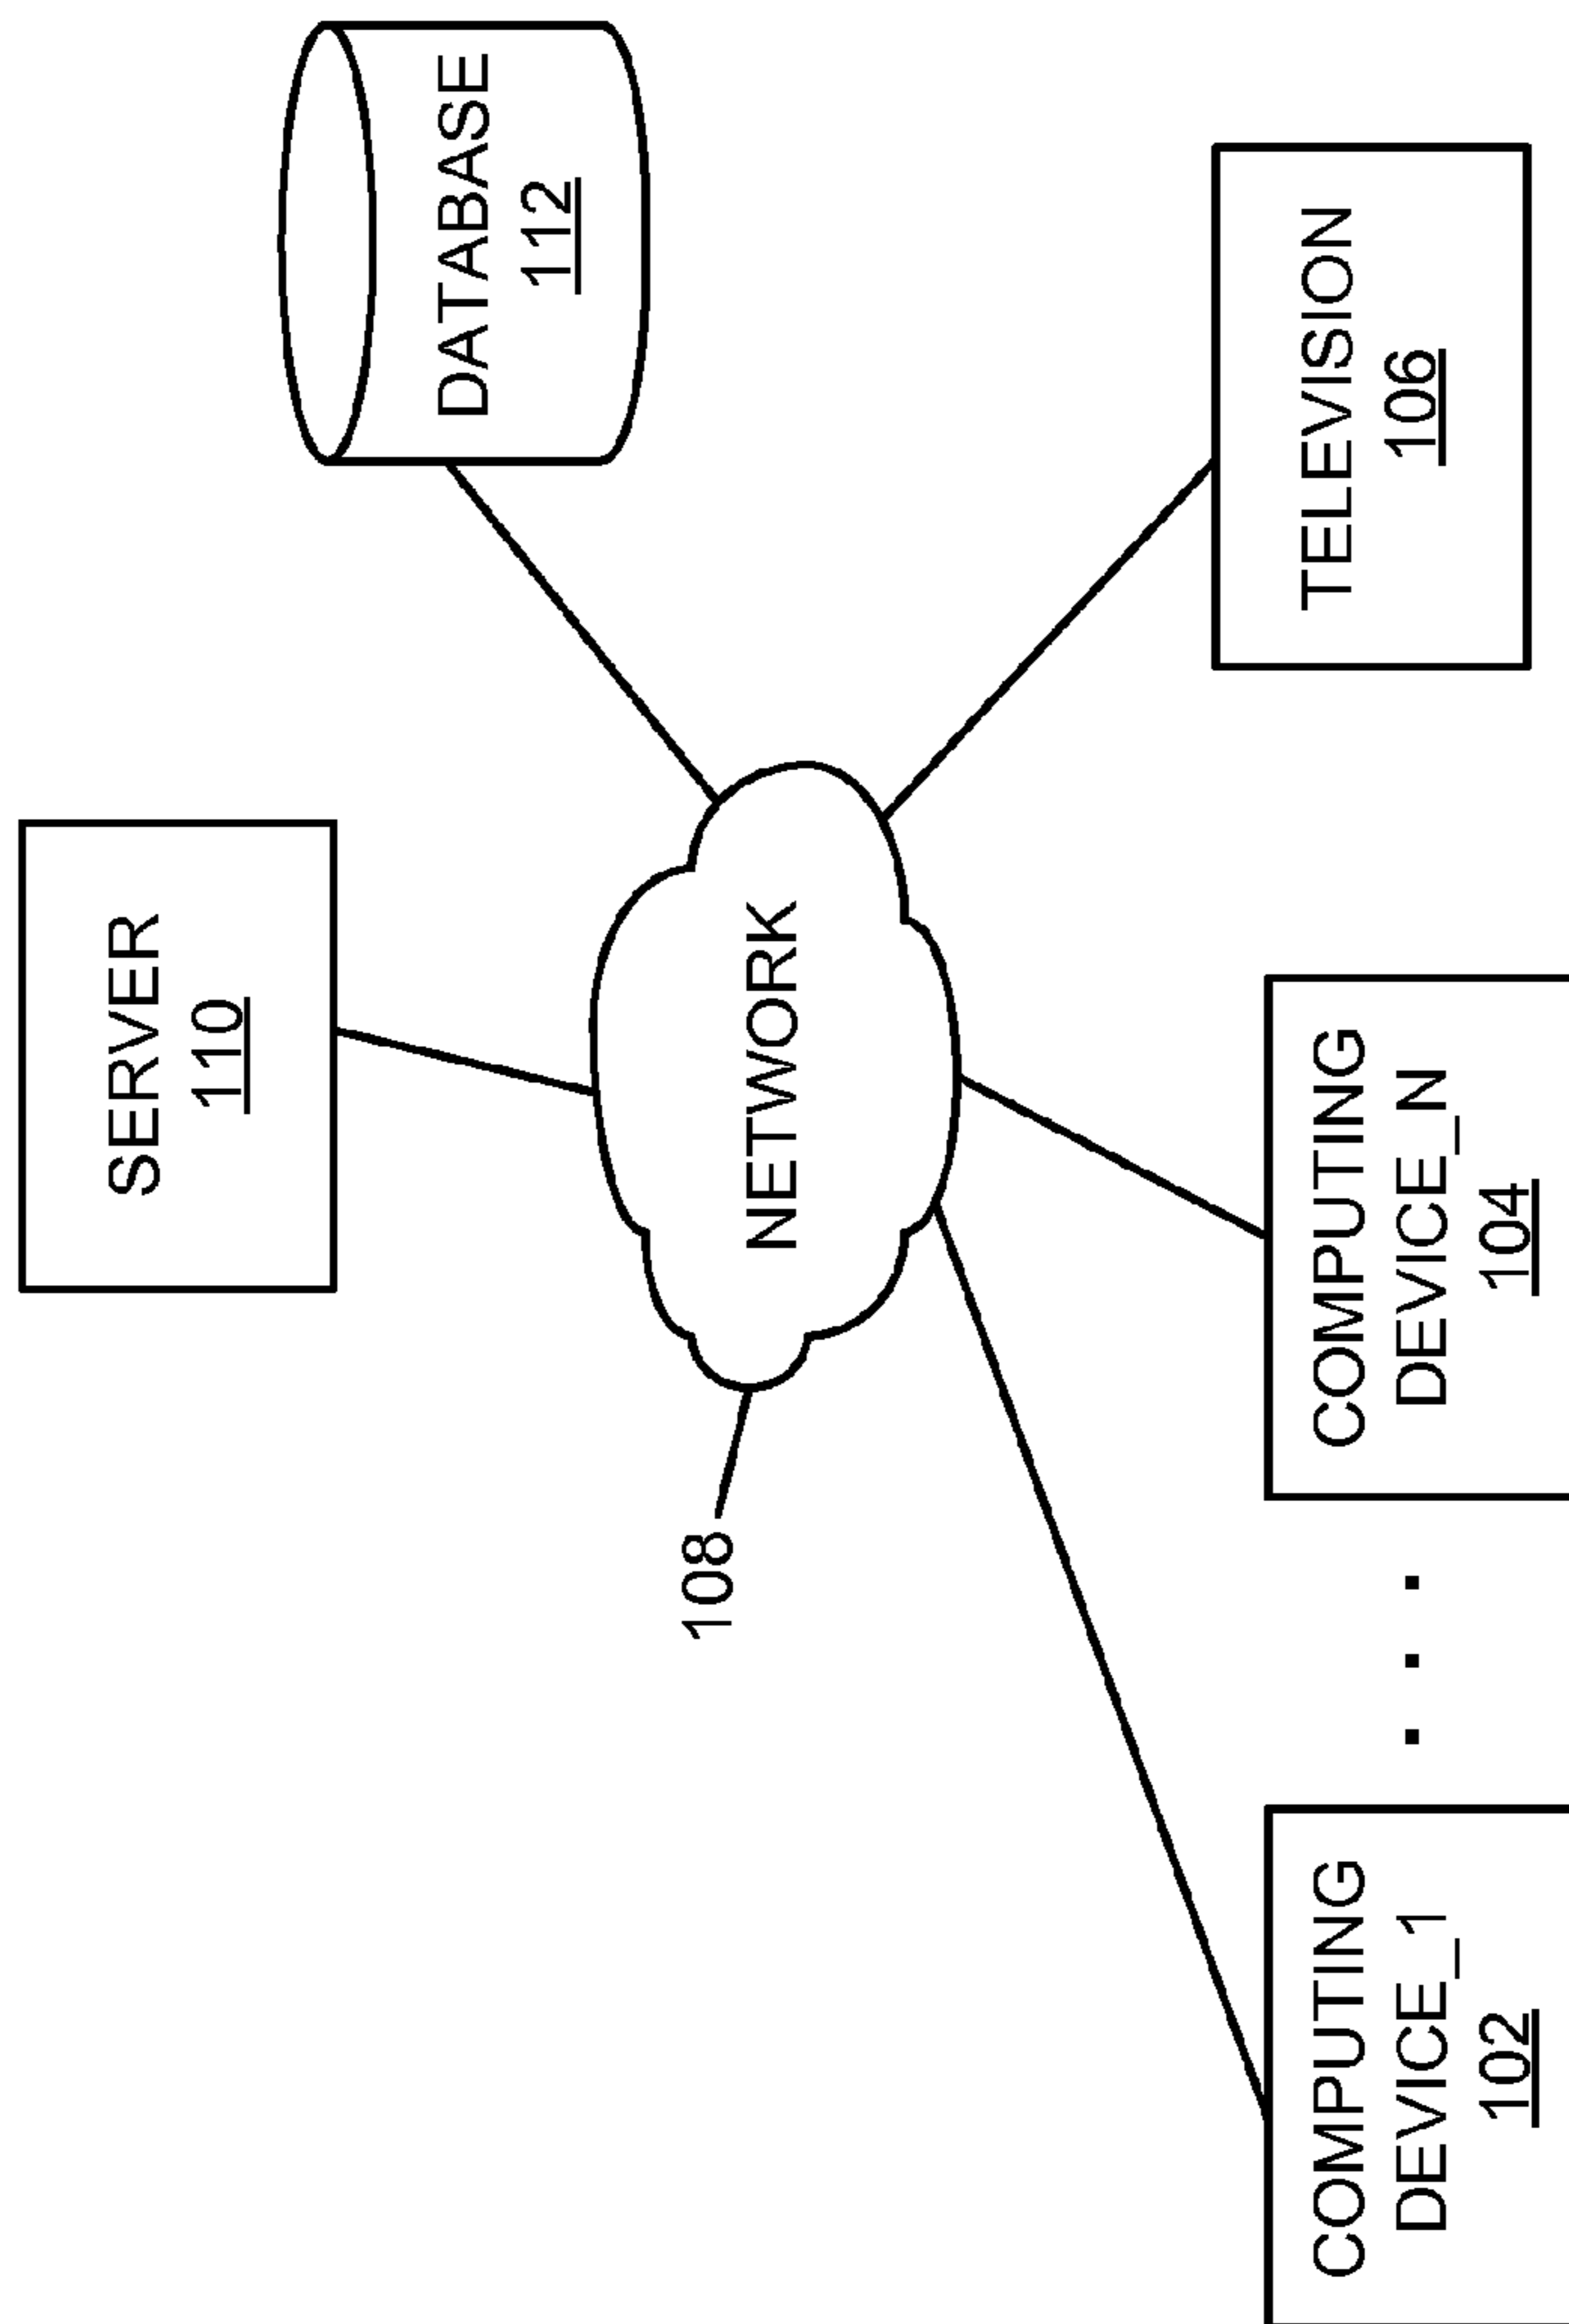 SERVER
110
DATABASE
112
NETWORK
108
COMPUTING
DEVICE_1
102
. . .
COMPUTING
DEVICE_N
104
TELEVISION
106